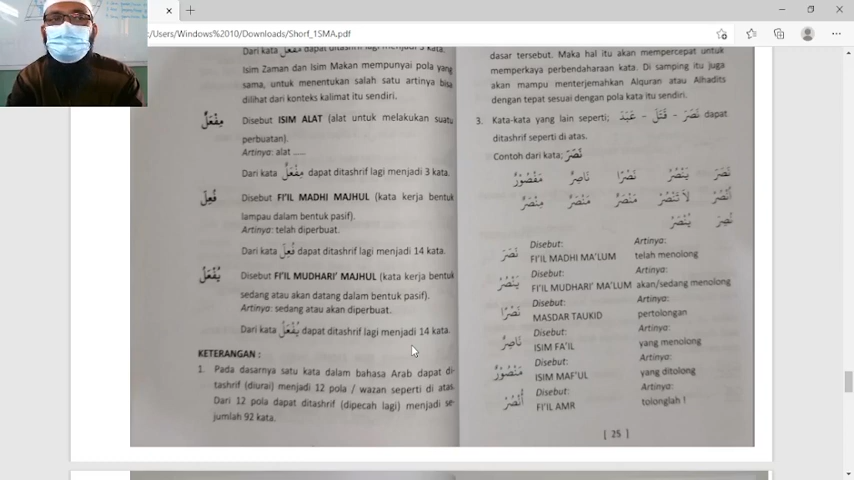 :/Users/Windows%2010/Downloads/Shorf_1SMA.pdf
Dari kata مَفْعَلٌ dapat ditashrif lagi menjadi 3 kata.
Isim Zaman dan Isim Makan mempunyai pola yang
sama, untuk menentukan salah satu artinya bisa
dilihat dari konteks kalimat itu sendiri.
مِفْعَلٌ Disebut ISIM ALAT (alat untuk melakukan suatu
perbuatan).
Artinya: alat .....
Dari kata مِفْعَلٌ dapat ditashrif lagi menjadi 3 kata.
فُعِلَ Disebut FI'IL MADHI MAJHUL (kata kerja bentuk
lampau dalam bentuk pasif).
Artinya: telah diperbuat.
Dari kata فُعِلَ dapat ditashrif lagi menjadi 14 kata.
يُفْعَلُ Disebut FI'IL MUDHARI' MAJHUL (kata kerja bentuk
sedang atau akan datang dalam bentuk pasif).
Artinya: sedang atau akan diperbuat.
Dari kata يُفْعَلُ dapat ditashrif lagi menjadi 14 kata.
KETERANGAN :
1. Pada dasarnya satu kata dalam bahasa Arab dapat di-
tashrif (diurai) menjadi 12 pola / wazan seperti di atas.
Dari 12 pola dapat ditashrif (dipecah lagi) menjadi se-
jumlah 92 kata.
dasar tersebut. Maka hal itu akan mempercepat untuk
memperkaya perbendaharaan kata. Di samping itu juga
akan mampu menterjemahkan Alquran atau Alhadits
dengan tepat sesuai dengan pola kata itu sendiri.
3. Kata-kata yang lain seperti; نَصَرَ - قَتَلَ - عَبَدَ dapat
ditashrif seperti di atas.
Contoh dari kata; نَصَرَ
نَصَرَ يَنْصُرُ نَصْرًا نَاصِرٌ مَنْصُوْرٌ
أُنْصُرْ لاَتَنْصُرْ مَنْصَرٌ مَنْصَرٌ مِنْصَرٌ
نُصِرَ يُنْصَرُ
Disebut: Artinya:
نَصَرَ FI'IL MADHI MA'LUM telah menolong
Disebut: Artinya:
يَنْصُرُ FI'IL MUDHARI' MA'LUM akan/sedang menolong
Disebut: Artinya:
نَصْرًا MASDAR TAUKID pertolongan
Disebut: Artinya:
نَاصِرٌ ISIM FA'IL yang menolong
Disebut: Artinya:
مَنْصُوْرٌ ISIM MAF'UL yang ditolong
Disebut: Artinya:
أُنْصُرْ FI'IL AMR tolonglah !
[ 25 ]